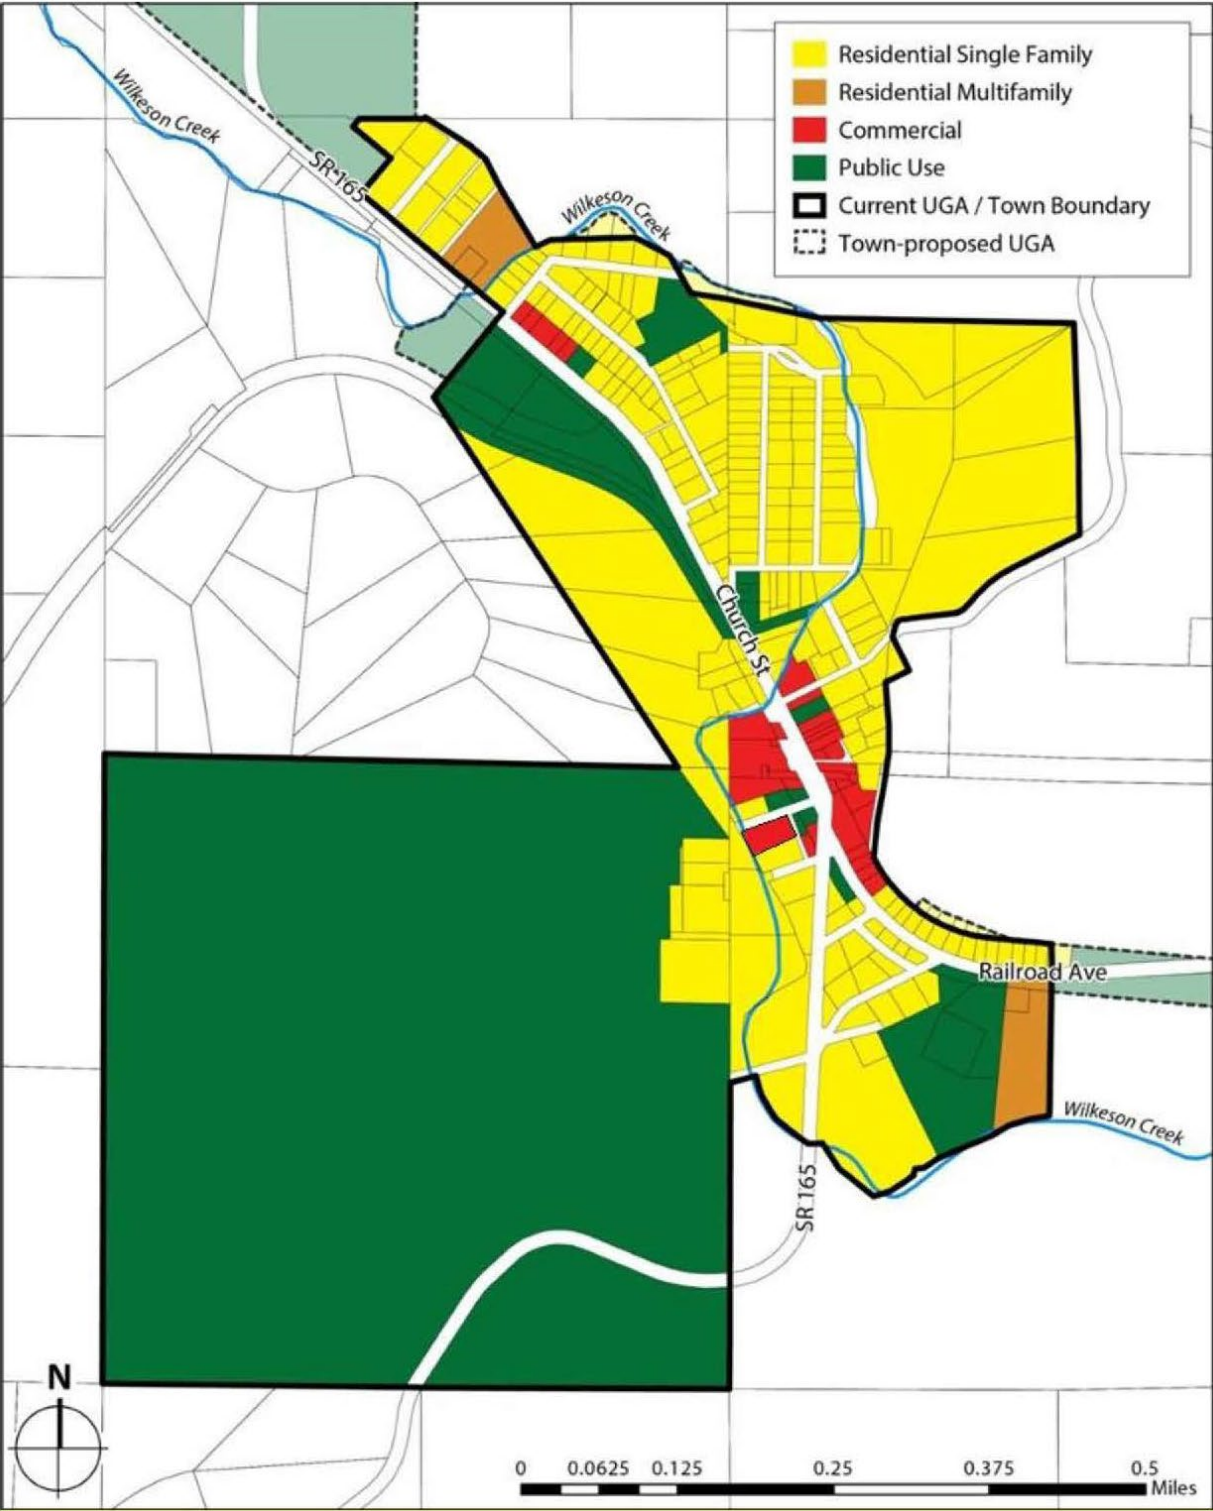 Residential Single Family
Residential Multifamily
Commercial
Public Use
Current UGA / Town Boundary
Town-proposed UGA
Wilkeson Creek
SR 165
Wilkeson Creek
Church St
Railroad Ave
Wilkeson Creek
SR 165
N
0 0.0625 0.125 0.25 0.375 0.5
Miles